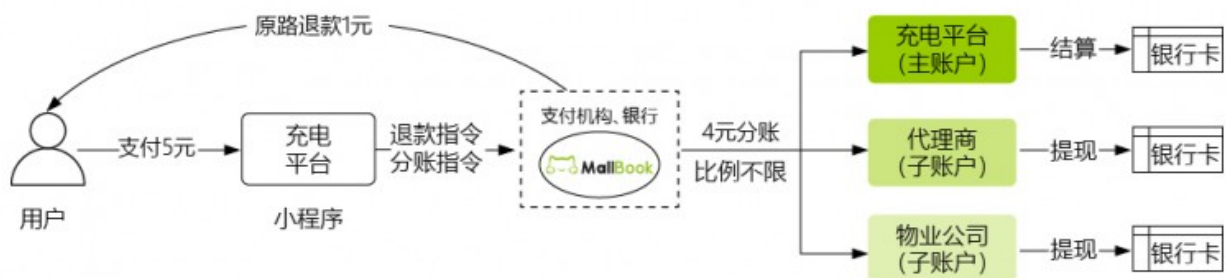 原路退款1元
用户
支付5元
充电
平台
小程序
退款指令
分账指令
支付机构、银行
MallBook
4元分账
比例不限
充电平台
(主账户)
结算
银行卡
代理商
(子账户)
提现
银行卡
物业公司
(子账户)
提现
银行卡